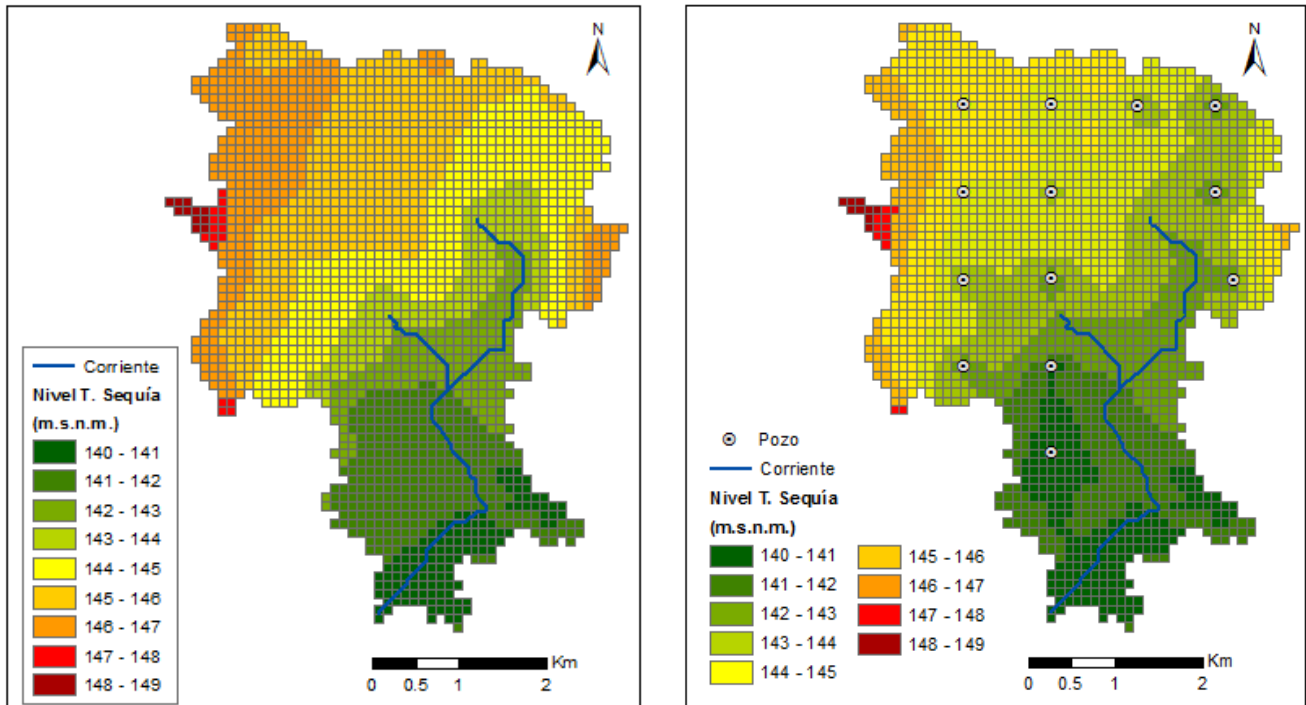 N
Corriente
Nivel T. Sequía
(m.s.n.m.)
140 - 141
141 - 142
142 - 143
143 - 144
144 - 145
145 - 146
146 - 147
147 - 148
148 - 149
Km
0 0.5 1 2
N
Pozo
Corriente
Nivel T. Sequía
(m.s.n.m.)
140 - 141
141 - 142
142 - 143
143 - 144
144 - 145
145 - 146
146 - 147
147 - 148
148 - 149
Km
0 0.5 1 2